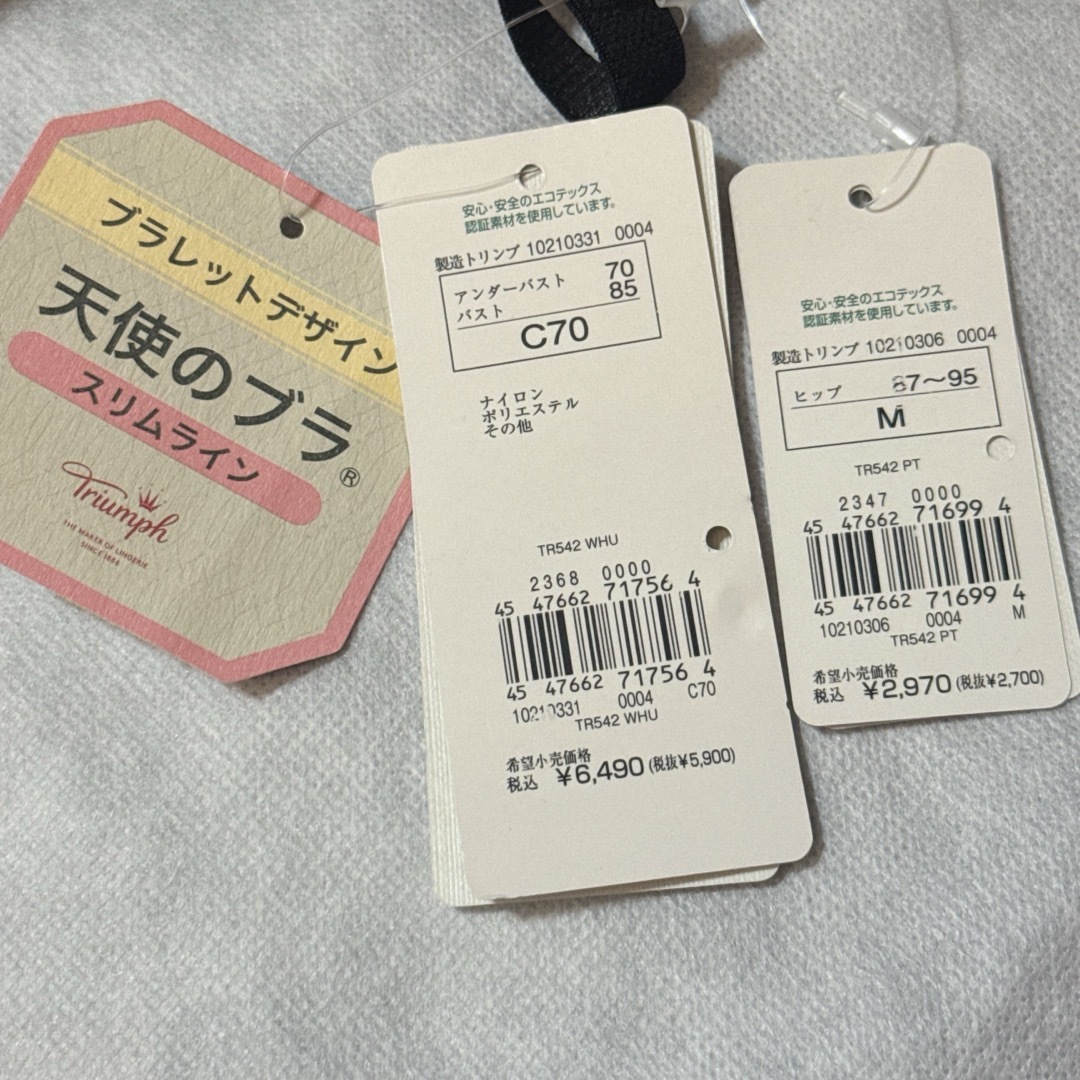 ブラレットデザイン
天使のブラ®
スリムライン
Triumph
THE MAKER OF LINGERIE
SINCE 1886
安心・安全のエコテックス
認証素材を使用しています。
製造トリンプ 10210331 0004
アンダーバスト 70
バスト 85
C70
ナイロン
ポリエステル
その他
TR542 WHU
2368 0000
45 47662 71756 4
45 47662 71756 4
10210331 0004 C70
TR542 WHU
希望小売価格
税込 ¥6,490(税抜¥5,900)
安心・安全のエコテックス
認証素材を使用しています。
製造トリンプ 10210306 0004
ヒップ 87〜95
M
TR542 PT
2347 0000
45 47662 71699 4
45 47662 71699 4
10210306 0004 M
TR542 PT
希望小売価格
税込 ¥2,970(税抜¥2,700)